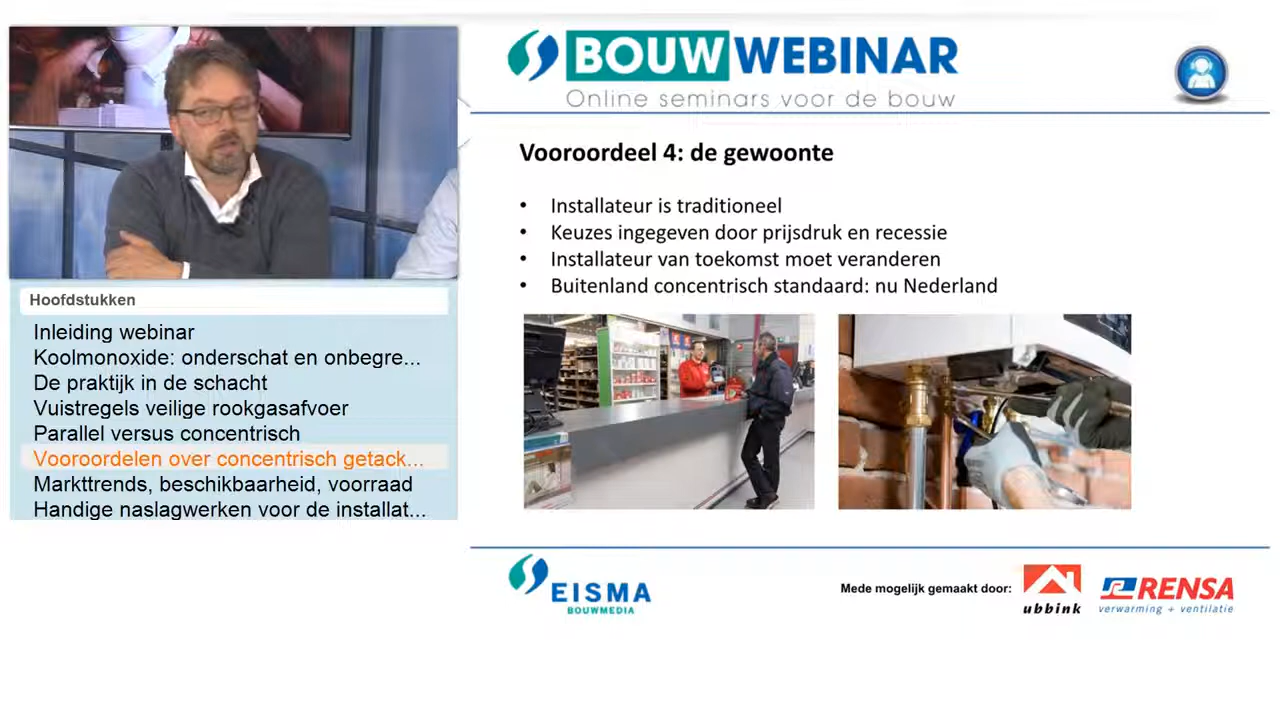 BOUWWEBINAR
Online seminars voor de bouw
Vooroordeel 4: de gewoonte
• Installateur is traditioneel
• Keuzes ingegeven door prijsdruk en recessie
• Installateur van toekomst moet veranderen
• Buitenland concentrisch standaard: nu Nederland
Hoofdstukken
Inleiding webinar
Koolmonoxide: onderschat en onbegre...
De praktijk in de schacht
Vuistregels veilige rookgasafvoer
Parallel versus concentrisch
Vooroordelen over concentrisch getack...
Markttrends, beschikbaarheid, voorraad
Handige naslagwerken voor de installat...
EISMA
BOUWMEDIA
Mede mogelijk gemaakt door:
ubbink
RENSA
verwarming + ventilatie